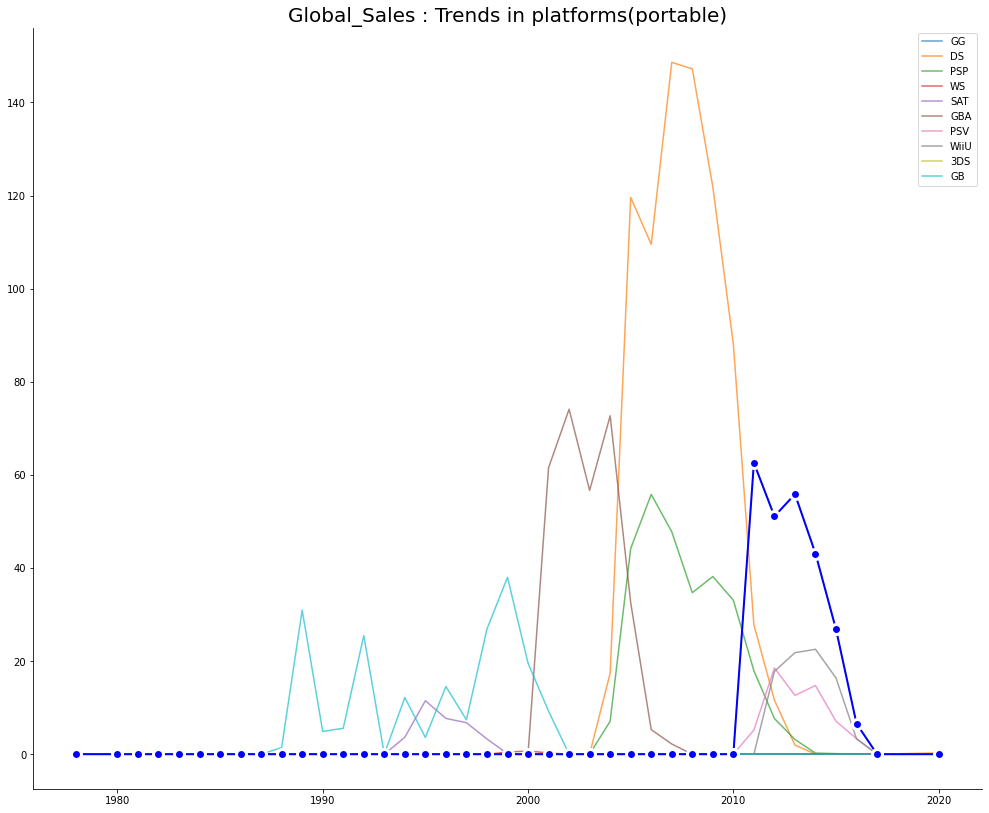 Global_Sales : Trends in platforms(portable)
GG
DS
PSP
WS
SAT
GBA
PSV
WiiU
3DS
GB
140
120
100
80
60
40
20
0
1980
1990
2000
2010
2020